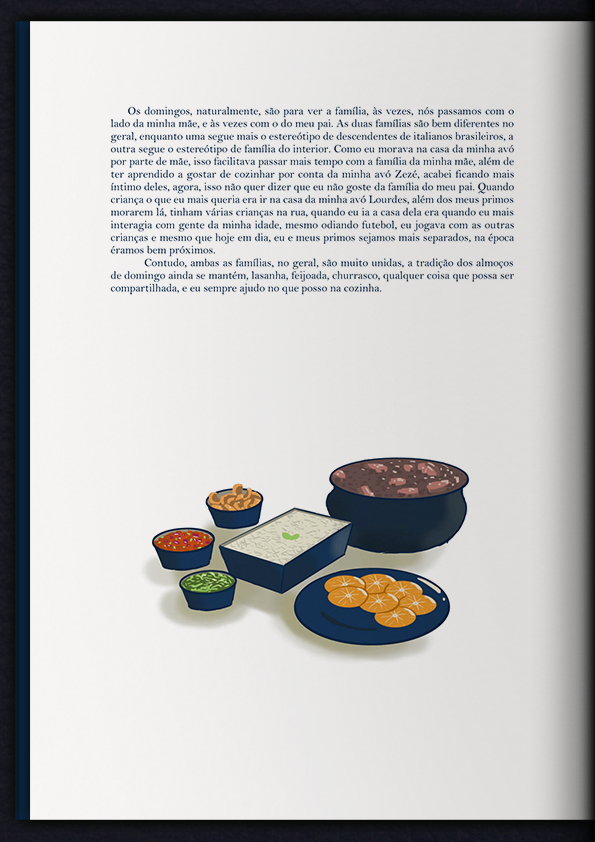 Os domingos, naturalmente, são para ver a família, às vezes, nós passamos com o
lado da minha mãe, e às vezes com o do meu pai. As duas famílias são bem diferentes no
geral, enquanto uma segue mais o estereótipo de descendentes de italianos brasileiros, a
outra segue o estereótipo de família do interior. Como eu morava na casa da minha avó
por parte de mãe, isso facilitava passar mais tempo com a família da minha mãe, além de
ter aprendido a gostar de cozinhar por conta da minha avó Zezé, acabei ficando mais
íntimo deles, agora, isso não quer dizer que eu não goste da família do meu pai. Quando
criança o que eu mais queria era ir na casa da minha avó Lourdes, além dos meus primos
morarem lá, tinham várias crianças na rua, quando eu ia a casa dela era quando eu mais
interagia com gente da minha idade, mesmo odiando futebol, eu jogava com as outras
crianças e mesmo que hoje em dia, eu e meus primos sejamos mais separados, na época
éramos bem próximos.
Contudo, ambas as famílias, no geral, são muito unidas, a tradição dos almoços
de domingo ainda se mantém, lasanha, feijoada, churrasco, qualquer coisa que possa ser
compartilhada, e eu sempre ajudo no que posso na cozinha.